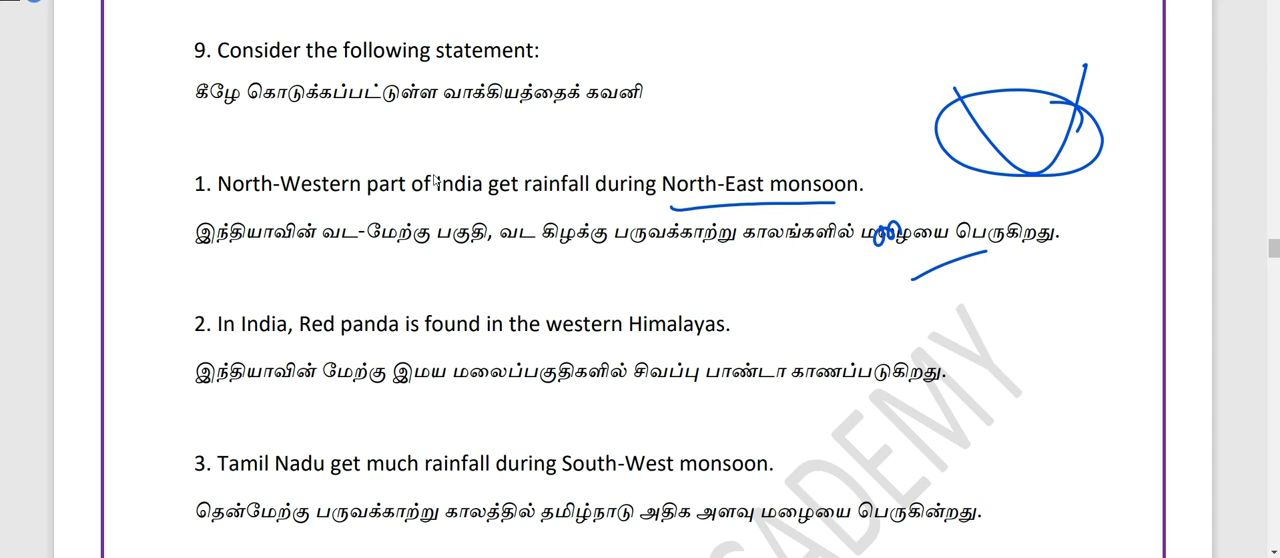 9. Consider the following statement:
கீழே கொடுக்கப்பட்டுள்ள வாக்கியத்தைக் கவனி
1. North-Western part of India get rainfall during North-East monsoon.
இந்தியாவின் வட-மேற்கு பகுதி, வட கிழக்கு பருவக்காற்று காலங்களில் மழையை பெருகிறது.
2. In India, Red panda is found in the western Himalayas.
இந்தியாவின் மேற்கு இமய மலைப்பகுதிகளில் சிவப்பு பாண்டா காணப்படுகிறது.
3. Tamil Nadu get much rainfall during South-West monsoon.
தென்மேற்கு பருவக்காற்று காலத்தில் தமிழ்நாடு அதிக அளவு மழையை பெருகின்றது.